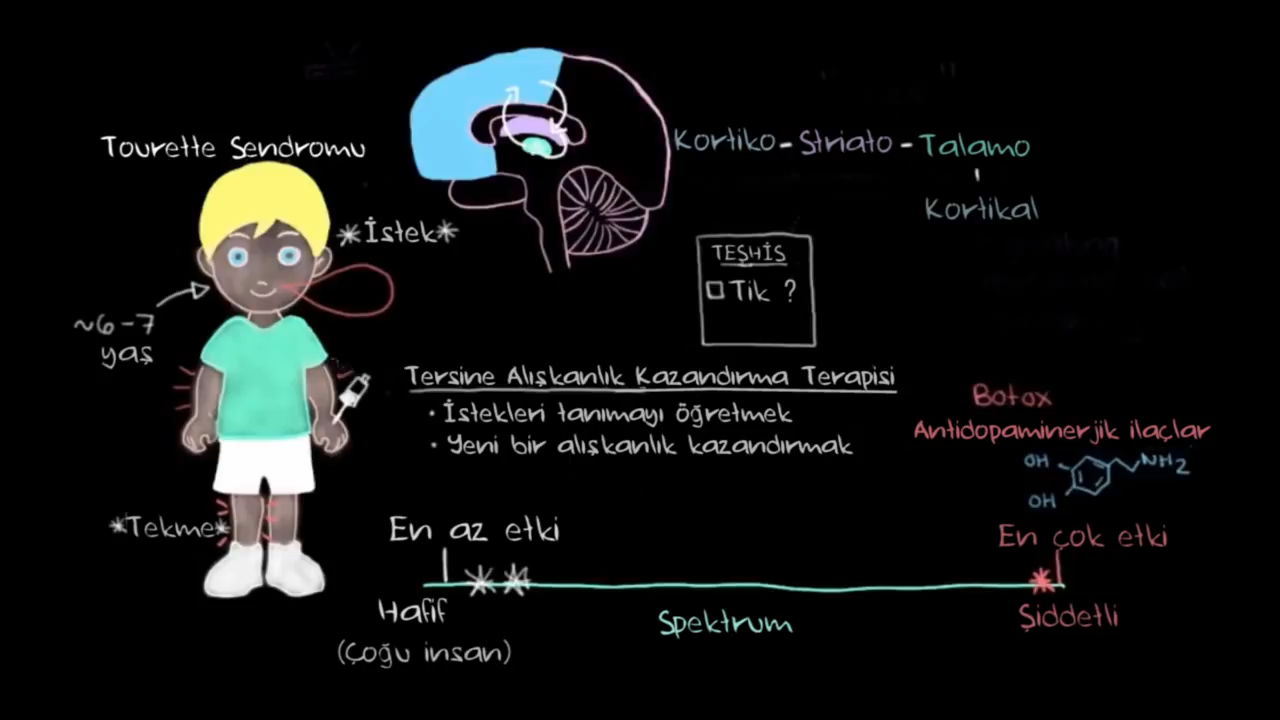 Tourette Sendromu
Kortiko - Striato - Talamo
Kortikal
*İstek*
TEŞHİS
Tik ?
~6-7
yaş
Tersine Alışkanlık Kazandırma Terapisi
• İstekleri tanımayı öğretmek
• Yeni bir alışkanlık kazandırmak
Botox
Antidopaminerjik ilaçlar
OH
NH2
OH
*Tekme*
En az etki
En çok etki
Hafif
(çoğu insan)
Spektrum
Şiddetli